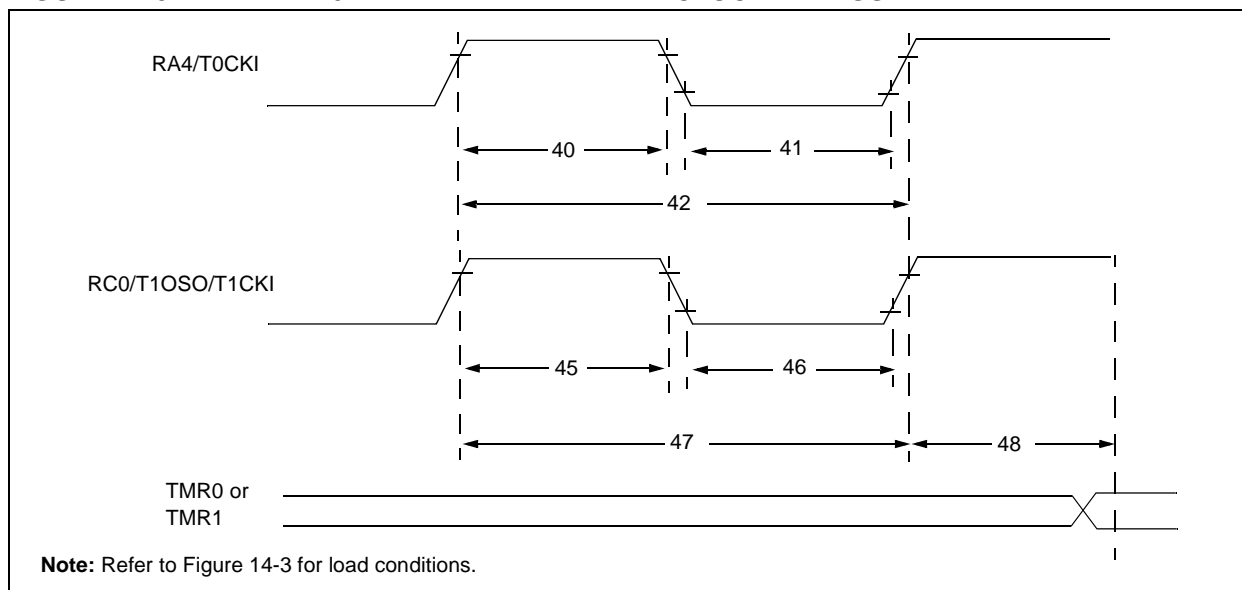 RA4/T0CKI
40
41
42
RC0/T1OSO/T1CKI
45
46
47
48
TMR0 or
TMR1
Note: Refer to Figure 14-3 for load conditions.